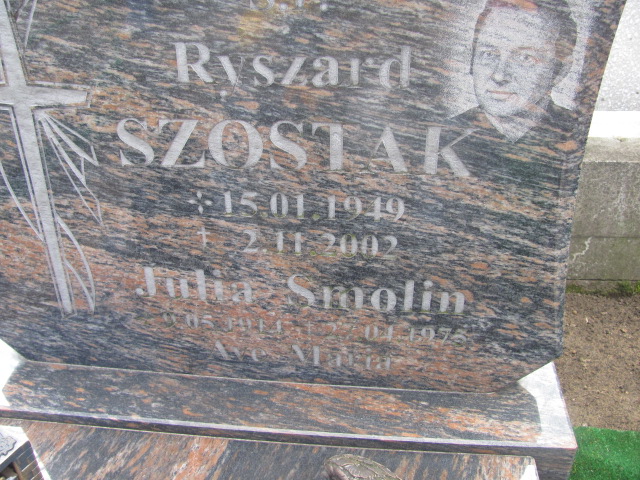 Ś.P.
Ryszard
SZOSTAK
* 15.01.1949
† 2.11.2002
Julia Smolin
Ave Maria